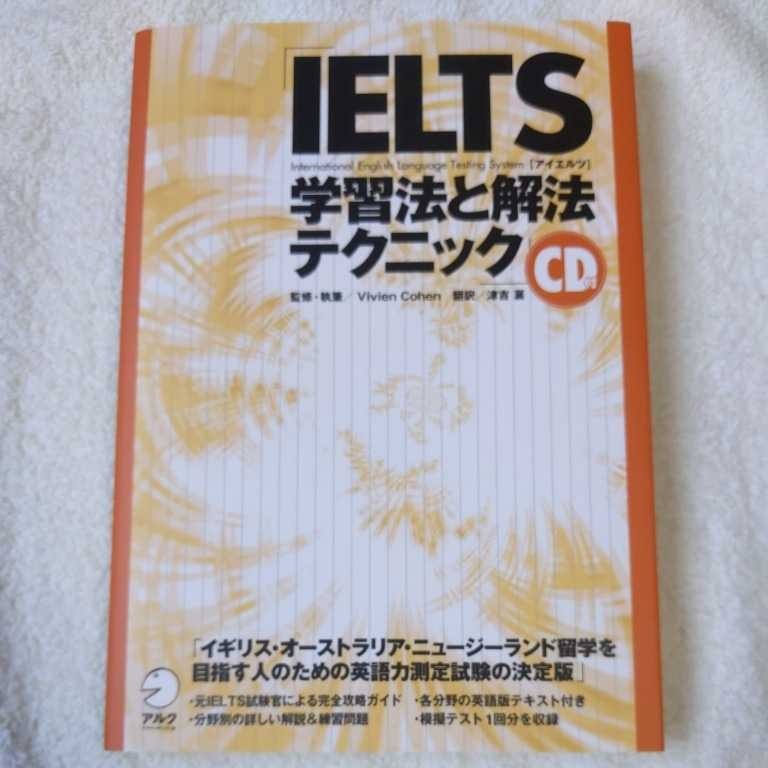 「IELTS
International English Language Testing System [アイエルツ]
学習法と解法
テクニック」
CD付
監修・執筆／Vivien Cohen 翻訳／津吉 襄
「イギリス・オーストラリア・ニュージーランド留学を
目指す人のための英語力測定試験の決定版」
・元IELTS試験官による完全攻略ガイド ・各分野の英語版テキスト付き
・分野別の詳しい解説＆練習問題 ・模擬テスト1回分を収録
アルク